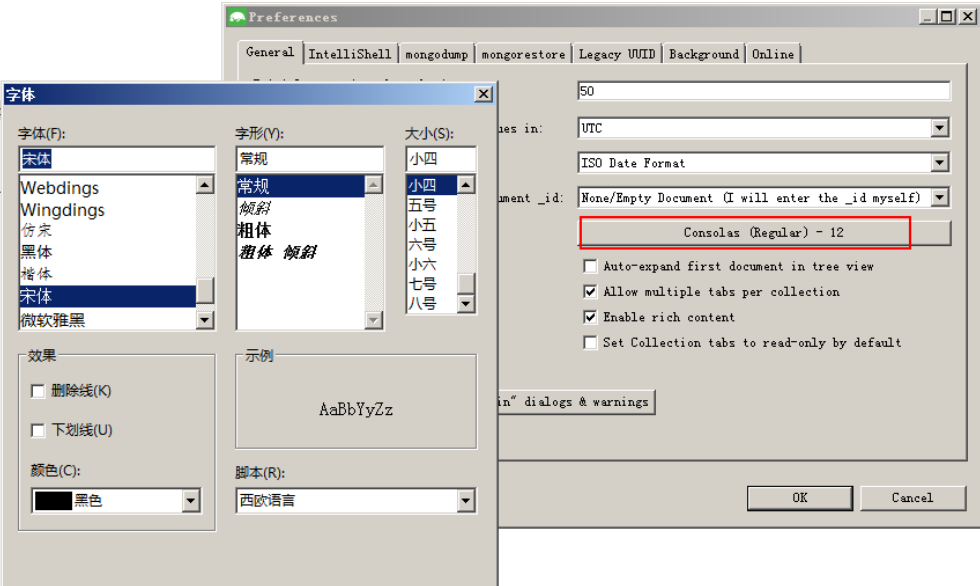 Preferences
General IntelliShell mongodump mongorestore Legacy UUID Background Online
50
in: UTC
ISO Date Format
_id: None/Empty Document (I will enter the _id myself)
Consolas (Regular) - 12
Auto-expand first document in tree view
Allow multiple tabs per collection
Enable rich content
Set Collection tabs to read-only by default
in" dialogs & warnings
OK Cancel
字体
字体(F): 字形(Y): 大小(S):
宋体 常规 小四
Webdings 常规 小四
Wingdings 倾斜 五号
仿宋 粗体 小五
黑体 粗体 倾斜 六号
楷体 小六
宋体 七号
微软雅黑 八号
效果 示例
删除线(K)
AaBbYyZz
下划线(U)
颜色(C): 脚本(R):
黑色 西欧语言